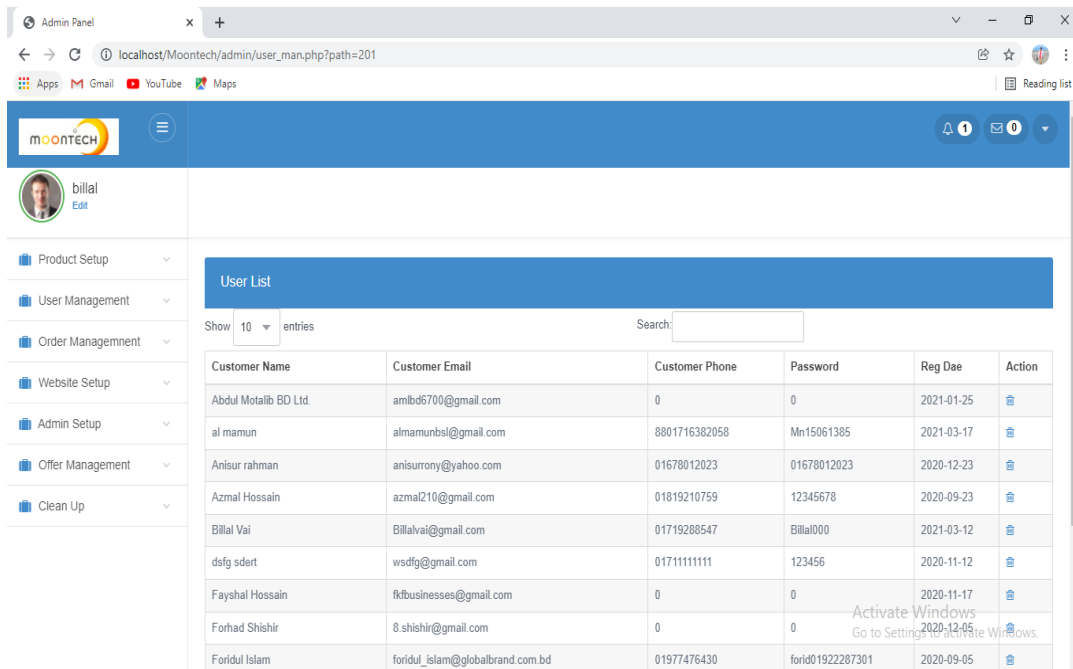 Admin Panel
localhost/Moontech/admin/user_man.php?path=201
Apps Gmail YouTube Maps Reading list
MOONTECH 1 0
billal
Edit
Product Setup
User Management
Order Managemnent
Website Setup
Admin Setup
Offer Management
Clean Up
User List
Show 10 entries Search:
Customer Name Customer Email Customer Phone Password Reg Dae Action
Abdul Motalib BD Ltd. amlbd6700@gmail.com 0 0 2021-01-25
al mamun almamunbsl@gmail.com 8801716382058 Mn15061385 2021-03-17
Anisur rahman anisurrony@yahoo.com 01678012023 01678012023 2020-12-23
Azmal Hossain azmal210@gmail.com 01819210759 12345678 2020-09-23
Billal Vai Billalvai@gmail.com 01719288547 Billal000 2021-03-12
dsfg sdert wsdfg@gmail.com 01711111111 123456 2020-11-12
Fayshal Hossain fkfbusinesses@gmail.com 0 0 2020-11-17
Forhad Shishir 8.shishir@gmail.com 0 0 2020-12-05
Foridul Islam foridul_islam@globalbrand.com.bd 01977476430 forid01922287301 2020-09-05
Activate Windows
Go to Settings to activate Windows.